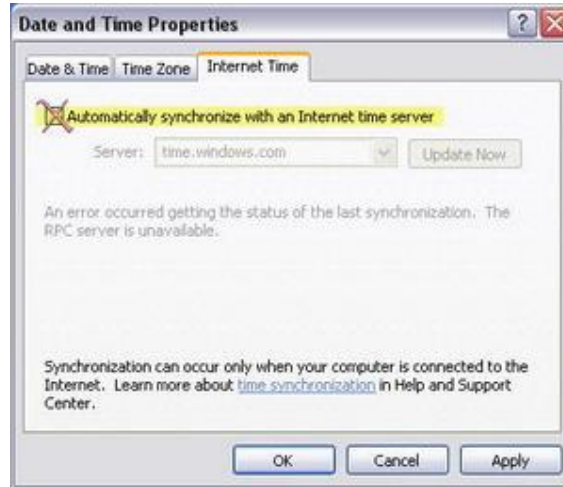 Date and Time Properties
Date & Time Time Zone Internet Time
Automatically synchronize with an Internet time server
Server: time.windows.com Update Now
An error occurred getting the status of the last synchronization. The
RPC server is unavailable.
Synchronization can occur only when your computer is connected to the
Internet. Learn more about time synchronization in Help and Support
Center.
OK Cancel Apply